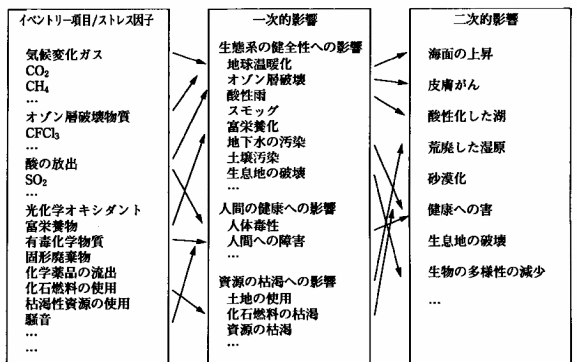 イベントリー項目/ストレス因子
気候変化ガス
CO2
CH4
…
オゾン層破壊物質
CFCl3
…
酸の放出
SO2
…
光化学オキシダント
富栄養物
有毒化学物質
固形廃棄物
化学薬品の流出
化石燃料の使用
枯渇性資源の使用
騒音
…
…
一次的影響
生態系の健全性への影響
地球温暖化
オゾン層破壊
酸性雨
スモッグ
富栄養化
地下水の汚染
土壌汚染
生息地の破壊
…
人間の健康への影響
人体毒性
人間への障害
…
資源の枯渇への影響
土地の使用
化石燃料の枯渇
資源の枯渇
…
二次的影響
海面の上昇
皮膚がん
酸性化した湖
荒廃した湿原
砂漠化
健康への害
生息地の破壊
生物の多様性の減少
…